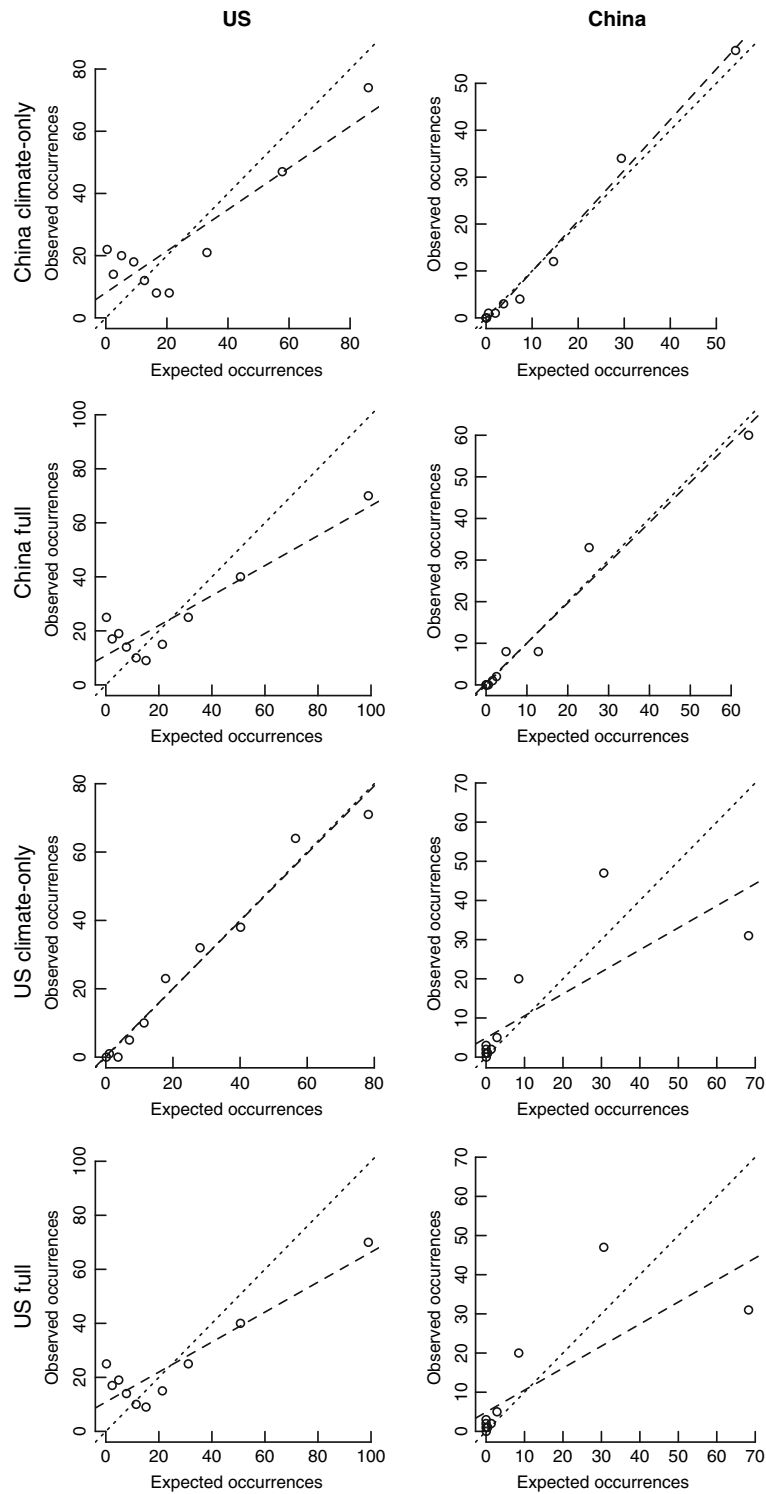 US
China
China climate-only
Observed occurrences
0 20 40 60 80
0 20 40 60 80
Expected occurrences
Observed occurrences
0 10 20 30 40 50
0 10 20 30 40 50
Expected occurrences
China full
Observed occurrences
0 20 40 60 80 100
0 20 40 60 80 100
Expected occurrences
Observed occurrences
0 10 20 30 40 50 60
0 10 20 30 40 50 60
Expected occurrences
US climate-only
Observed occurrences
0 20 40 60 80
0 20 40 60 80
Expected occurrences
Observed occurrences
0 10 20 30 40 50 60 70
0 10 20 30 40 50 60 70
Expected occurrences
US full
Observed occurrences
0 20 40 60 80 100
0 20 40 60 80 100
Expected occurrences
Observed occurrences
0 10 20 30 40 50 60 70
0 10 20 30 40 50 60 70
Expected occurrences